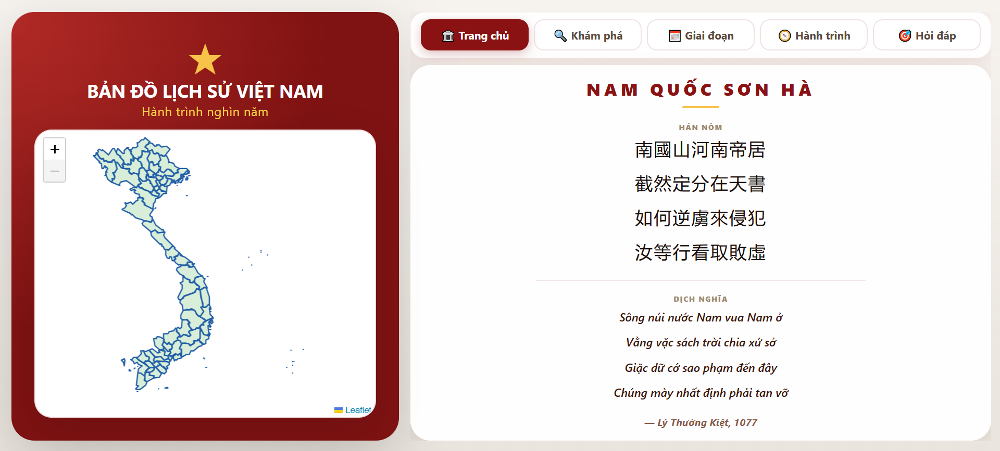 BẢN ĐỒ LỊCH SỬ VIỆT NAM
Hành trình nghìn năm
+
−
Leaflet
Trang chủ
Khám phá
Giai đoạn
Hành trình
Hỏi đáp
NAM QUỐC SƠN HÀ
HÁN NÔM
南國山河南帝居
截然定分在天書
如何逆虜來侵犯
汝等行看取敗虛
DỊCH NGHĨA
Sông núi nước Nam vua Nam ở
Vằng vặc sách trời chia xứ sở
Giặc dữ cớ sao phạm đến đây
Chúng mày nhất định phải tan vỡ
— Lý Thường Kiệt, 1077